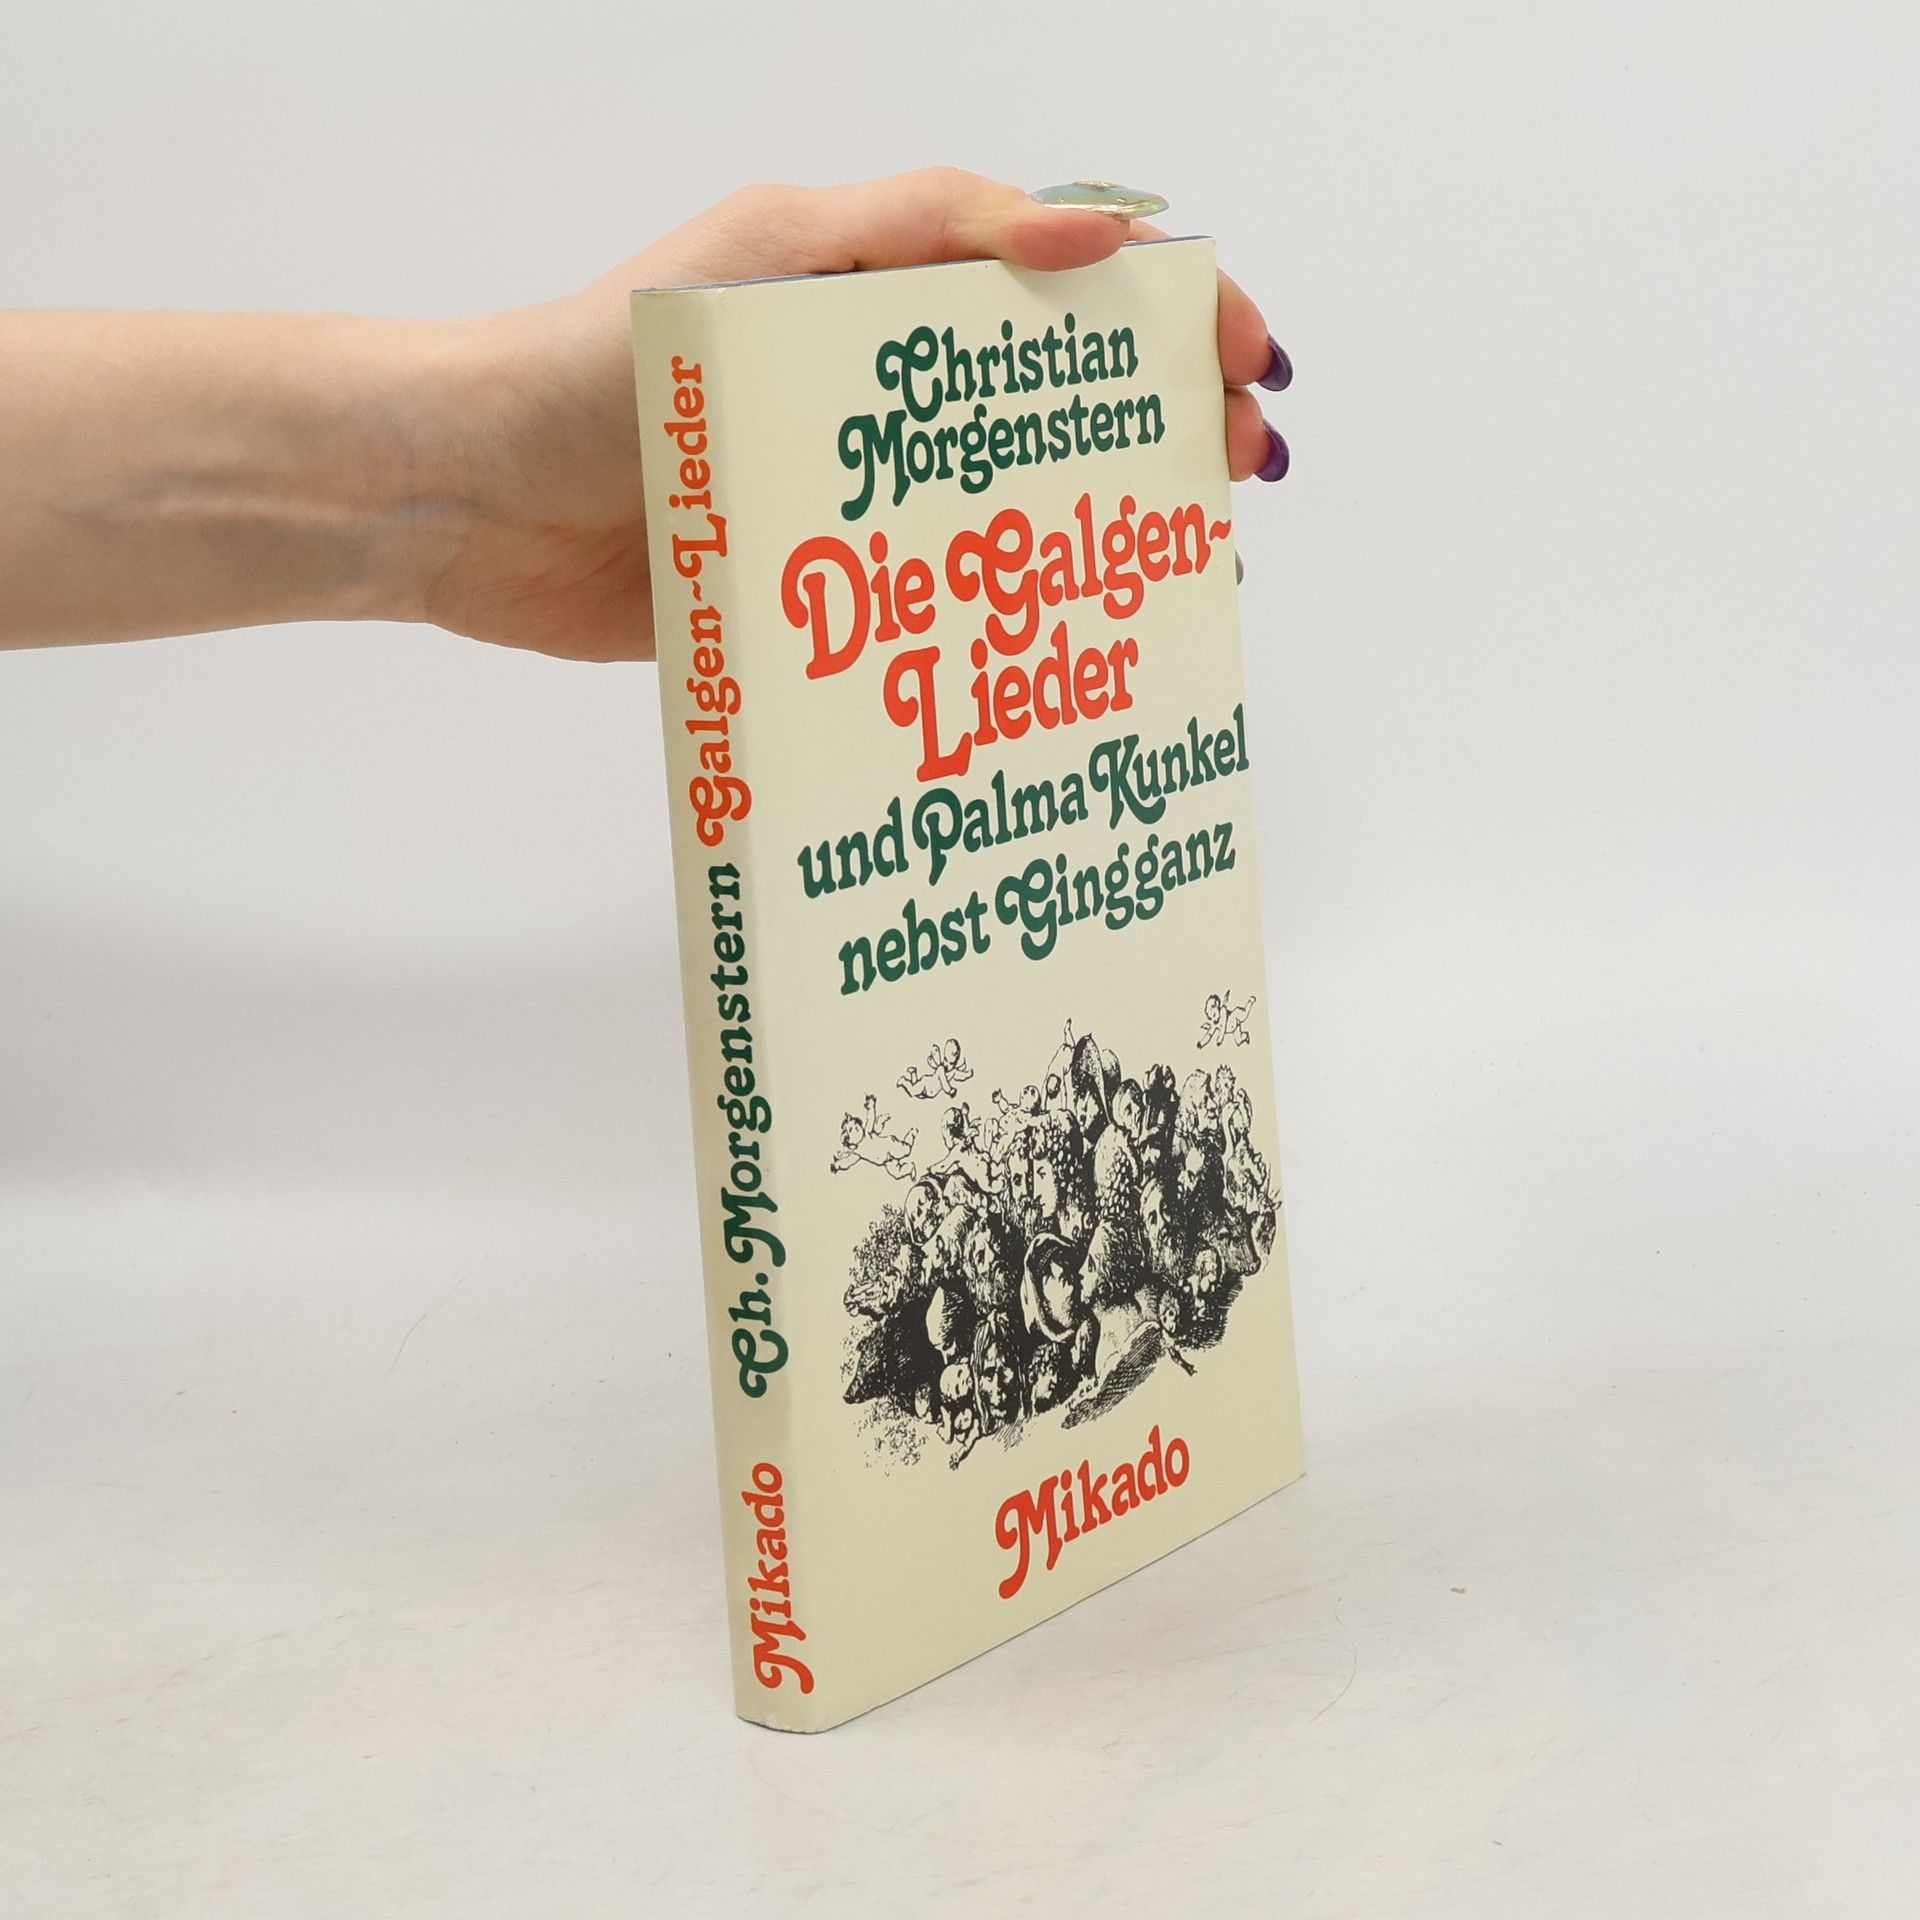 Christian
Morgenstern
Die Galgen-
Lieder
und Palma Kunkel
nebst Gingganz
Mikado
Mikado Ch. Morgenstern Galgen-Lieder